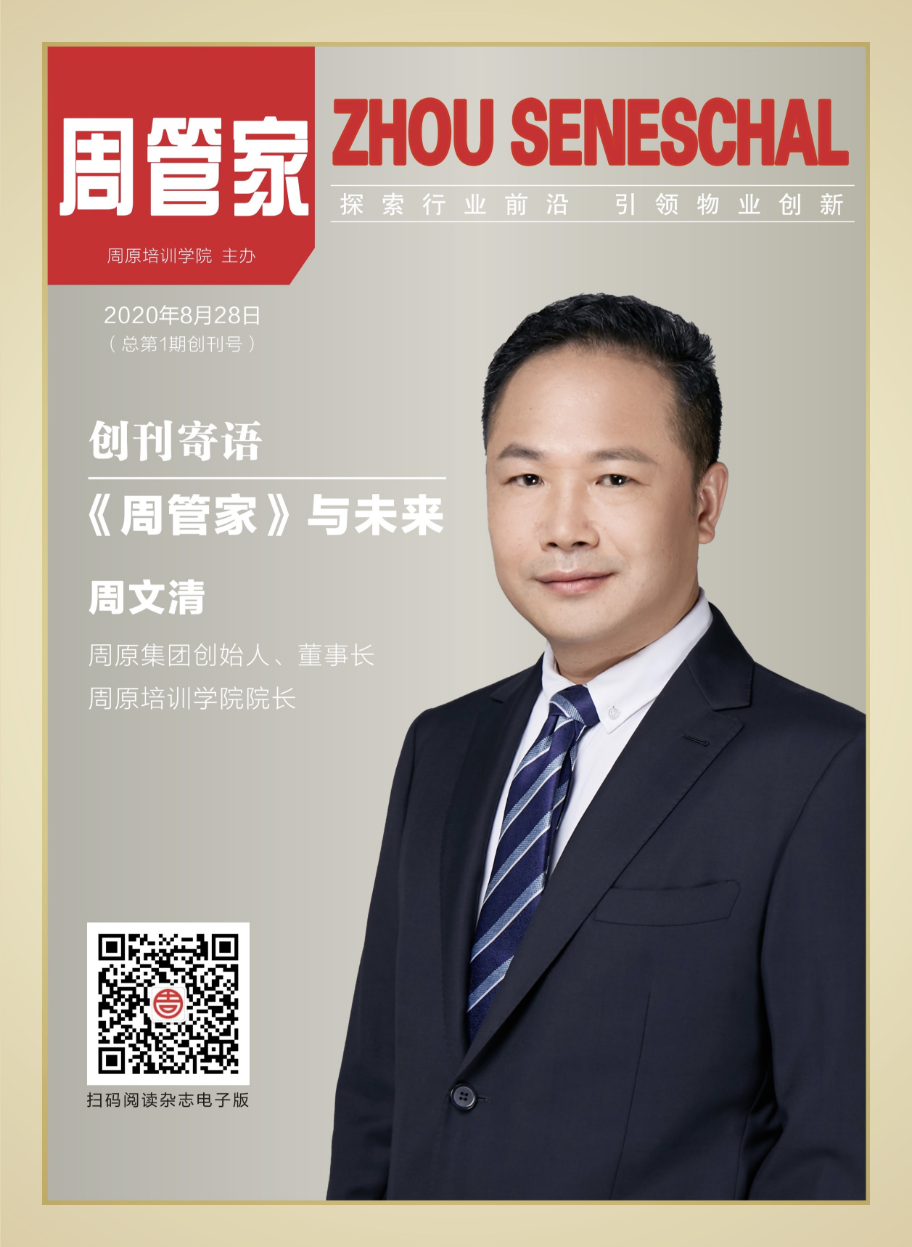 周管家
周原培训学院 主办
ZHOU SENESCHAL
探索行业前沿 引领物业创新
2020年8月28日
（总第1期创刊号）
创刊寄语
《周管家》与未来
周文清
周原集团创始人、董事长
周原培训学院院长
扫码阅读杂志电子版